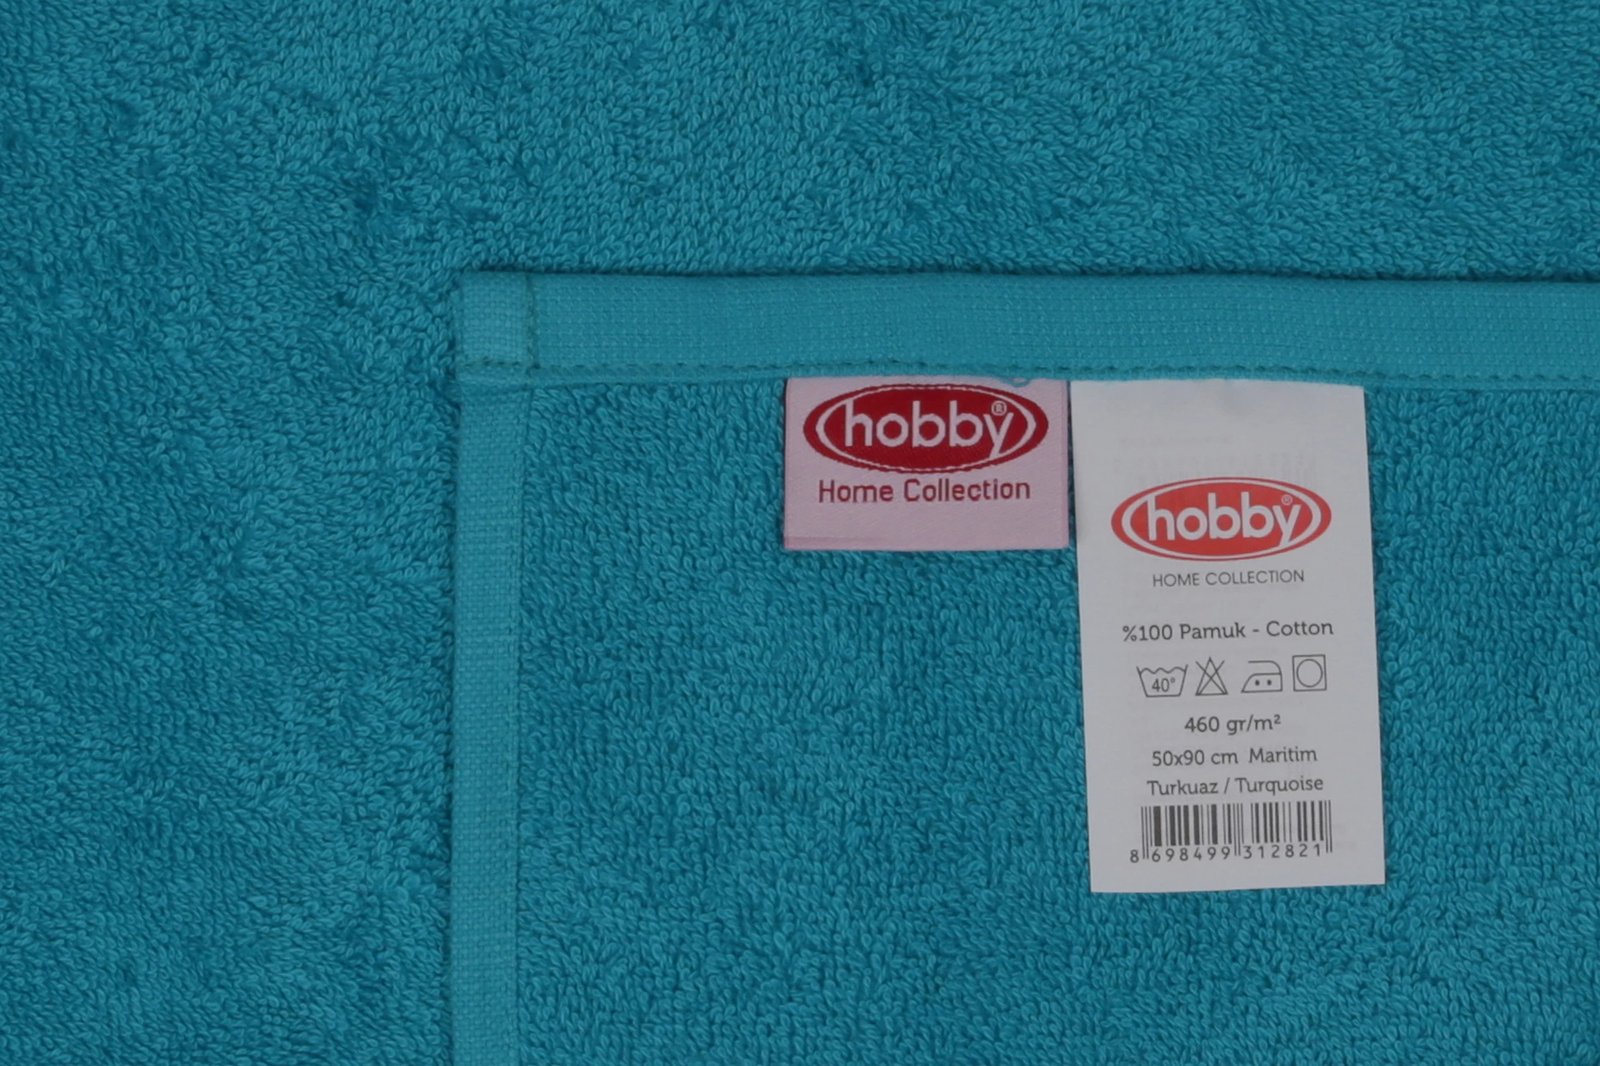 hobby®
Home Collection
hobby®
HOME COLLECTION
%100 Pamuk - Cotton
40°
460 gr/m²
50x90 cm Maritim
Turkuaz / Turquoise
8 698499 312821